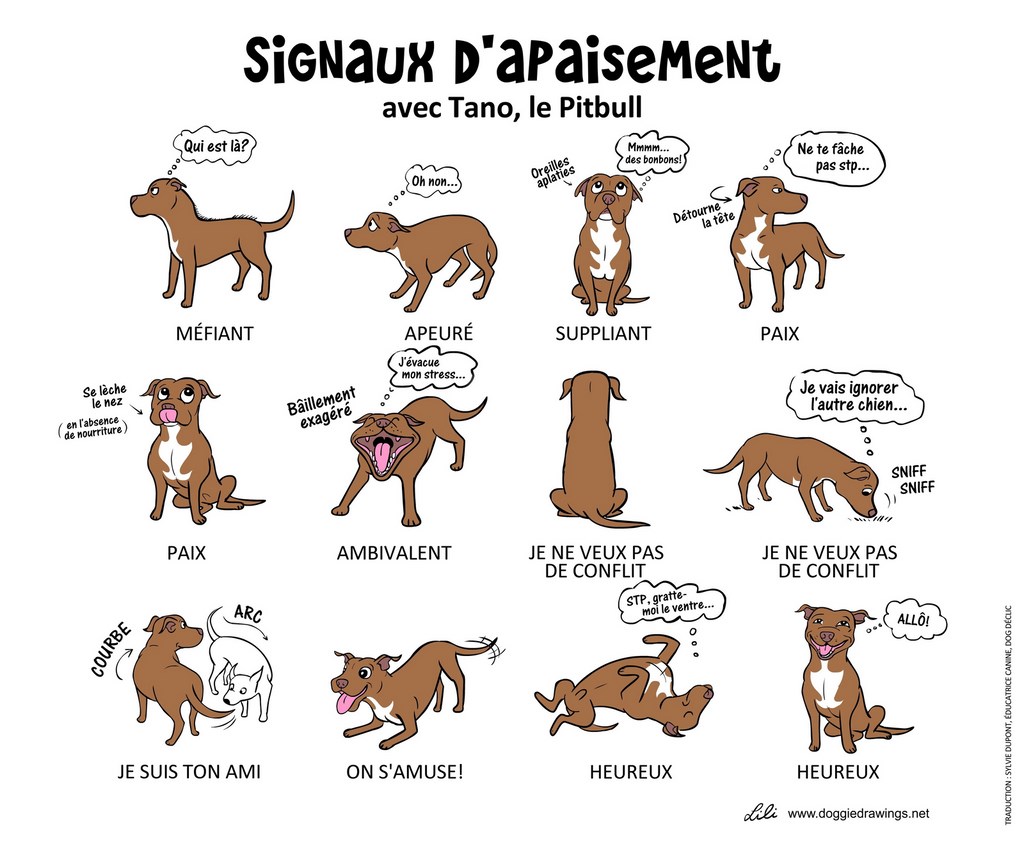 SIGNAUX D'APAISEMENT
avec Tano, le Pitbull
Qui est là?
MÉFIANT
Oh non...
APEURÉ
Oreilles
aplaties
Mmmm...
des bonbons!
SUPPLIANT
Ne te fâche
pas stp...
Détourne
la tête
PAIX
Se lèche
le nez
(en l'absence
de nourriture)
PAIX
J'évacue
mon stress...
Bâillement
exagéré
AMBIVALENT
JE NE VEUX PAS
DE CONFLIT
Je vais ignorer
l'autre chien...
SNIFF
SNIFF
JE NE VEUX PAS
DE CONFLIT
COURBE
ARC
JE SUIS TON AMI
ON S'AMUSE!
STP, gratte-
moi le ventre...
HEUREUX
ALLÔ!
HEUREUX
Lili www.doggiedrawings.net
TRADUCTION : SYLVIE DUPONT, ÉDUCATRICE CANINE, DOG DÉCLIC